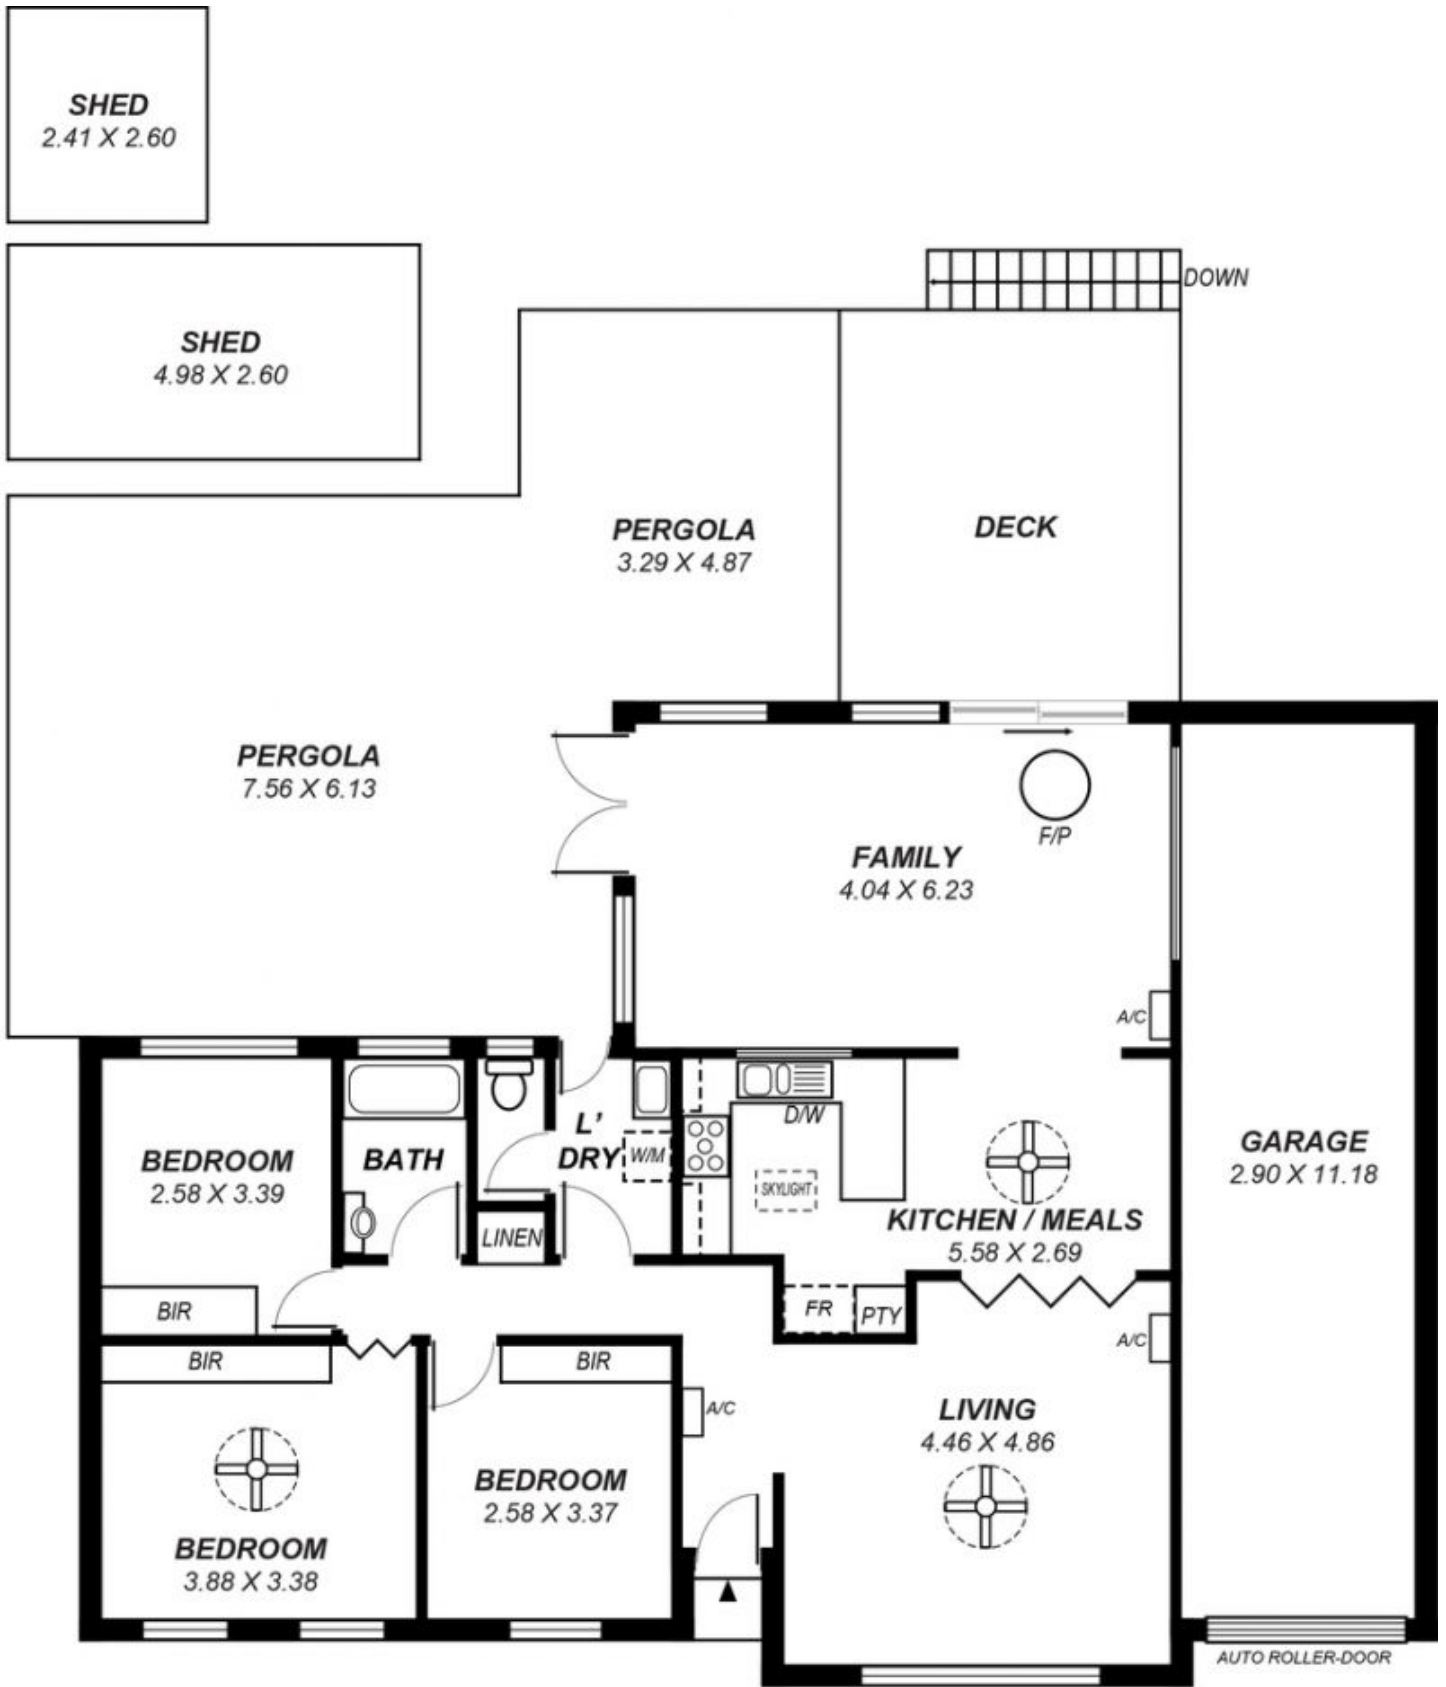 SHED
2.41 X 2.60
SHED
4.98 X 2.60
DOWN
PERGOLA
3.29 X 4.87
DECK
PERGOLA
7.56 X 6.13
F/P
FAMILY
4.04 X 6.23
A/C
BEDROOM
2.58 X 3.39
BATH
L'
DRY
W/M
D/W
SKYLIGHT
KITCHEN / MEALS
5.58 X 2.69
GARAGE
2.90 X 11.18
LINEN
BIR
FR
PTY
A/C
BIR
BIR
A/C
LIVING
4.46 X 4.86
BEDROOM
2.58 X 3.37
BEDROOM
3.88 X 3.38
AUTO ROLLER-DOOR